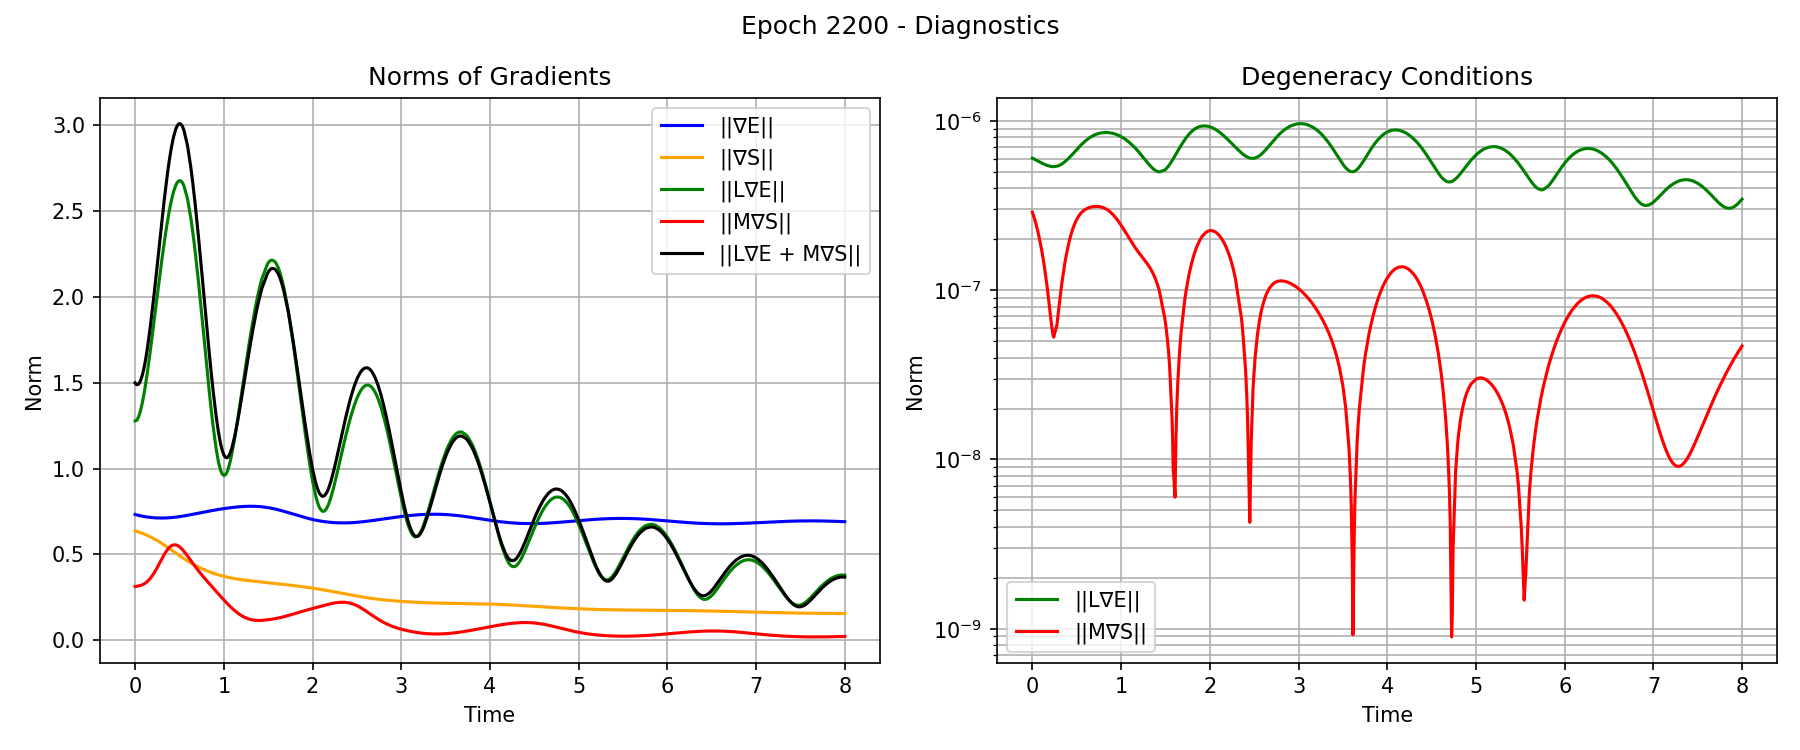 Epoch 2200 - Diagnostics
Norms of Gradients
Norm
3.0
2.5
2.0
1.5
1.0
0.5
0.0
||∇E||
||∇S||
||L∇E||
||M∇S||
||L∇E + M∇S||
0 1 2 3 4 5 6 7 8
Time
Degeneracy Conditions
Norm
10⁻⁶
10⁻⁷
10⁻⁸
10⁻⁹
||L∇E||
||M∇S||
0 1 2 3 4 5 6 7 8
Time